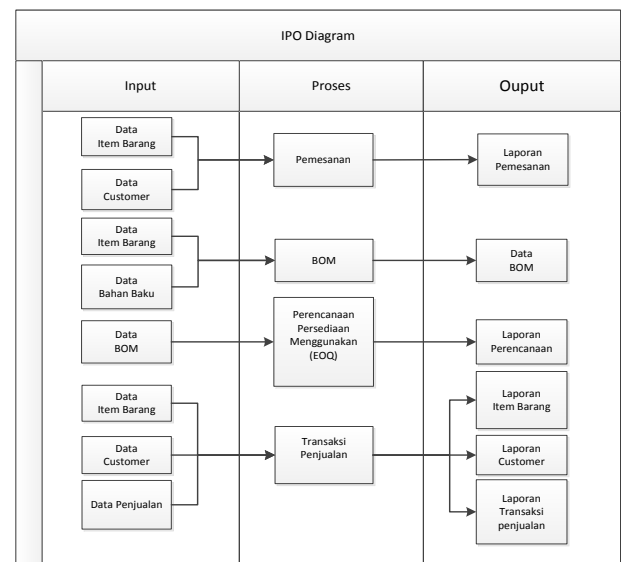 IPO Diagram
Input
Proses
Ouput
Data
Item Barang
Data
Customer
Pemesanan
Laporan
Pemesanan
Data
Item Barang
Data
Bahan Baku
BOM
Data
BOM
Data
BOM
Perencanaan
Persediaan
Menggunakan
(EOQ)
Laporan
Perencanaan
Data
Item Barang
Data
Customer
Data Penjualan
Transaksi
Penjualan
Laporan
Item Barang
Laporan
Customer
Laporan
Transaksi
penjualan